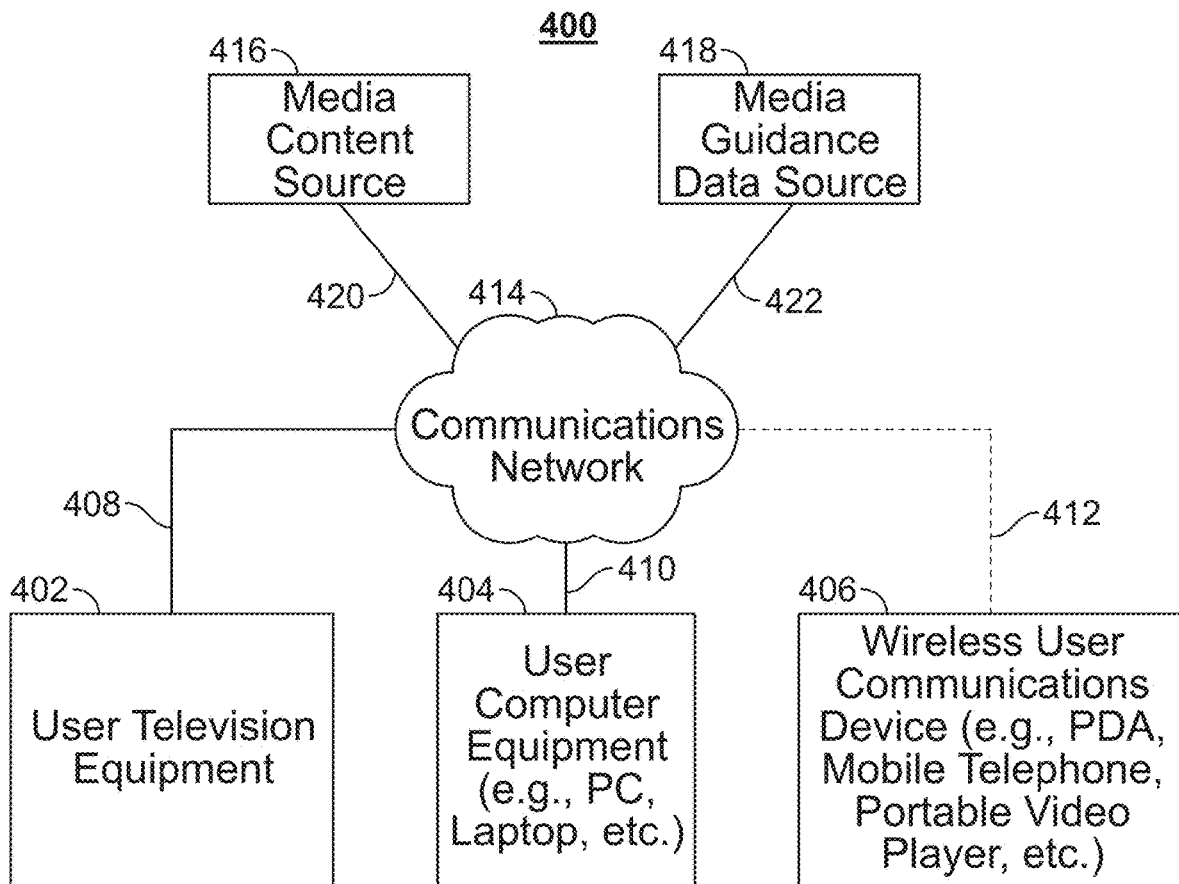 400
416
Media
Content
Source
418
Media
Guidance
Data Source
420
414
422
Communications
Network
408
412
410
402
User Television
Equipment
404
User
Computer
Equipment
(e.g., PC,
Laptop, etc.)
406
Wireless User
Communications
Device (e.g., PDA,
Mobile Telephone,
Portable Video
Player, etc.)